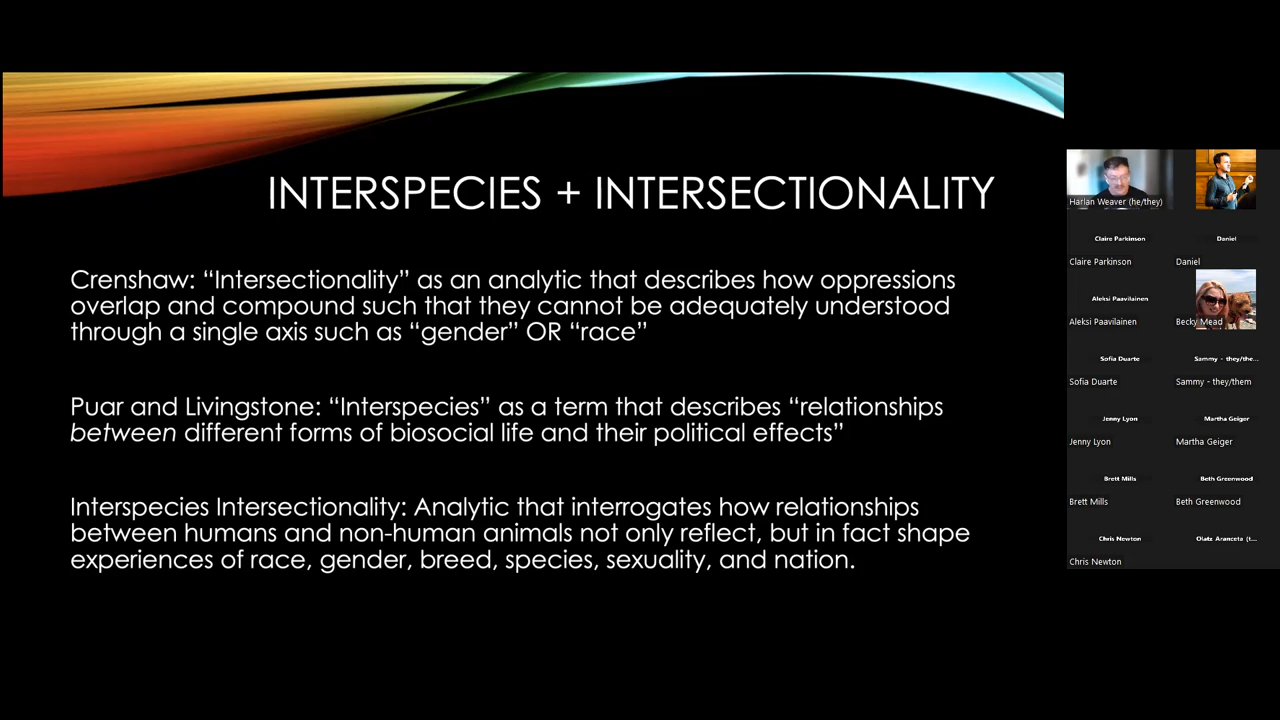 INTERSPECIES + INTERSECTIONALITY
Crenshaw: “Intersectionality” as an analytic that describes how oppressions
overlap and compound such that they cannot be adequately understood
through a single axis such as “gender” OR “race”
Puar and Livingstone: “Interspecies” as a term that describes “relationships
between different forms of biosocial life and their political effects”
Interspecies Intersectionality: Analytic that interrogates how relationships
between humans and non-human animals not only reflect, but in fact shape
experiences of race, gender, breed, species, sexuality, and nation.
Harlan Weaver (he/they)
Claire Parkinson
Daniel
Claire Parkinson
Daniel
Aleksi Paavilainen
Aleksi Paavilainen
Becky Mead
Sofia Duarte
Sammy - they/the...
Sofia Duarte
Sammy - they/them
Jenny Lyon
Martha Geiger
Jenny Lyon
Martha Geiger
Brett Mills
Beth Greenwood
Brett Mills
Beth Greenwood
Chris Newton
Olatz Aranceta (t...
Chris Newton